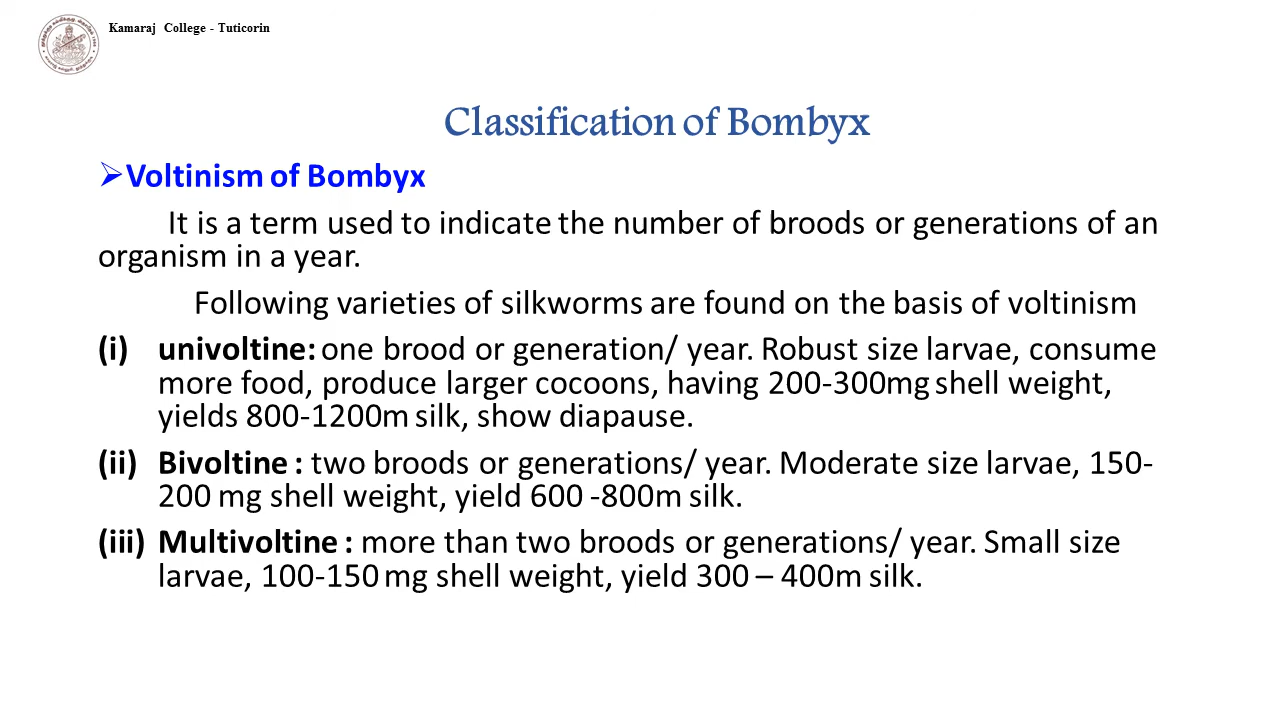 Kamaraj College - Tuticorin
Classification of Bombyx
➢Voltinism of Bombyx
It is a term used to indicate the number of broods or generations of an
organism in a year.
Following varieties of silkworms are found on the basis of voltinism
(i) univoltine: one brood or generation/ year. Robust size larvae, consume
more food, produce larger cocoons, having 200-300mg shell weight,
yields 800-1200m silk, show diapause.
(ii) Bivoltine : two broods or generations/ year. Moderate size larvae, 150-
200 mg shell weight, yield 600 -800m silk.
(iii) Multivoltine : more than two broods or generations/ year. Small size
larvae, 100-150 mg shell weight, yield 300 – 400m silk.